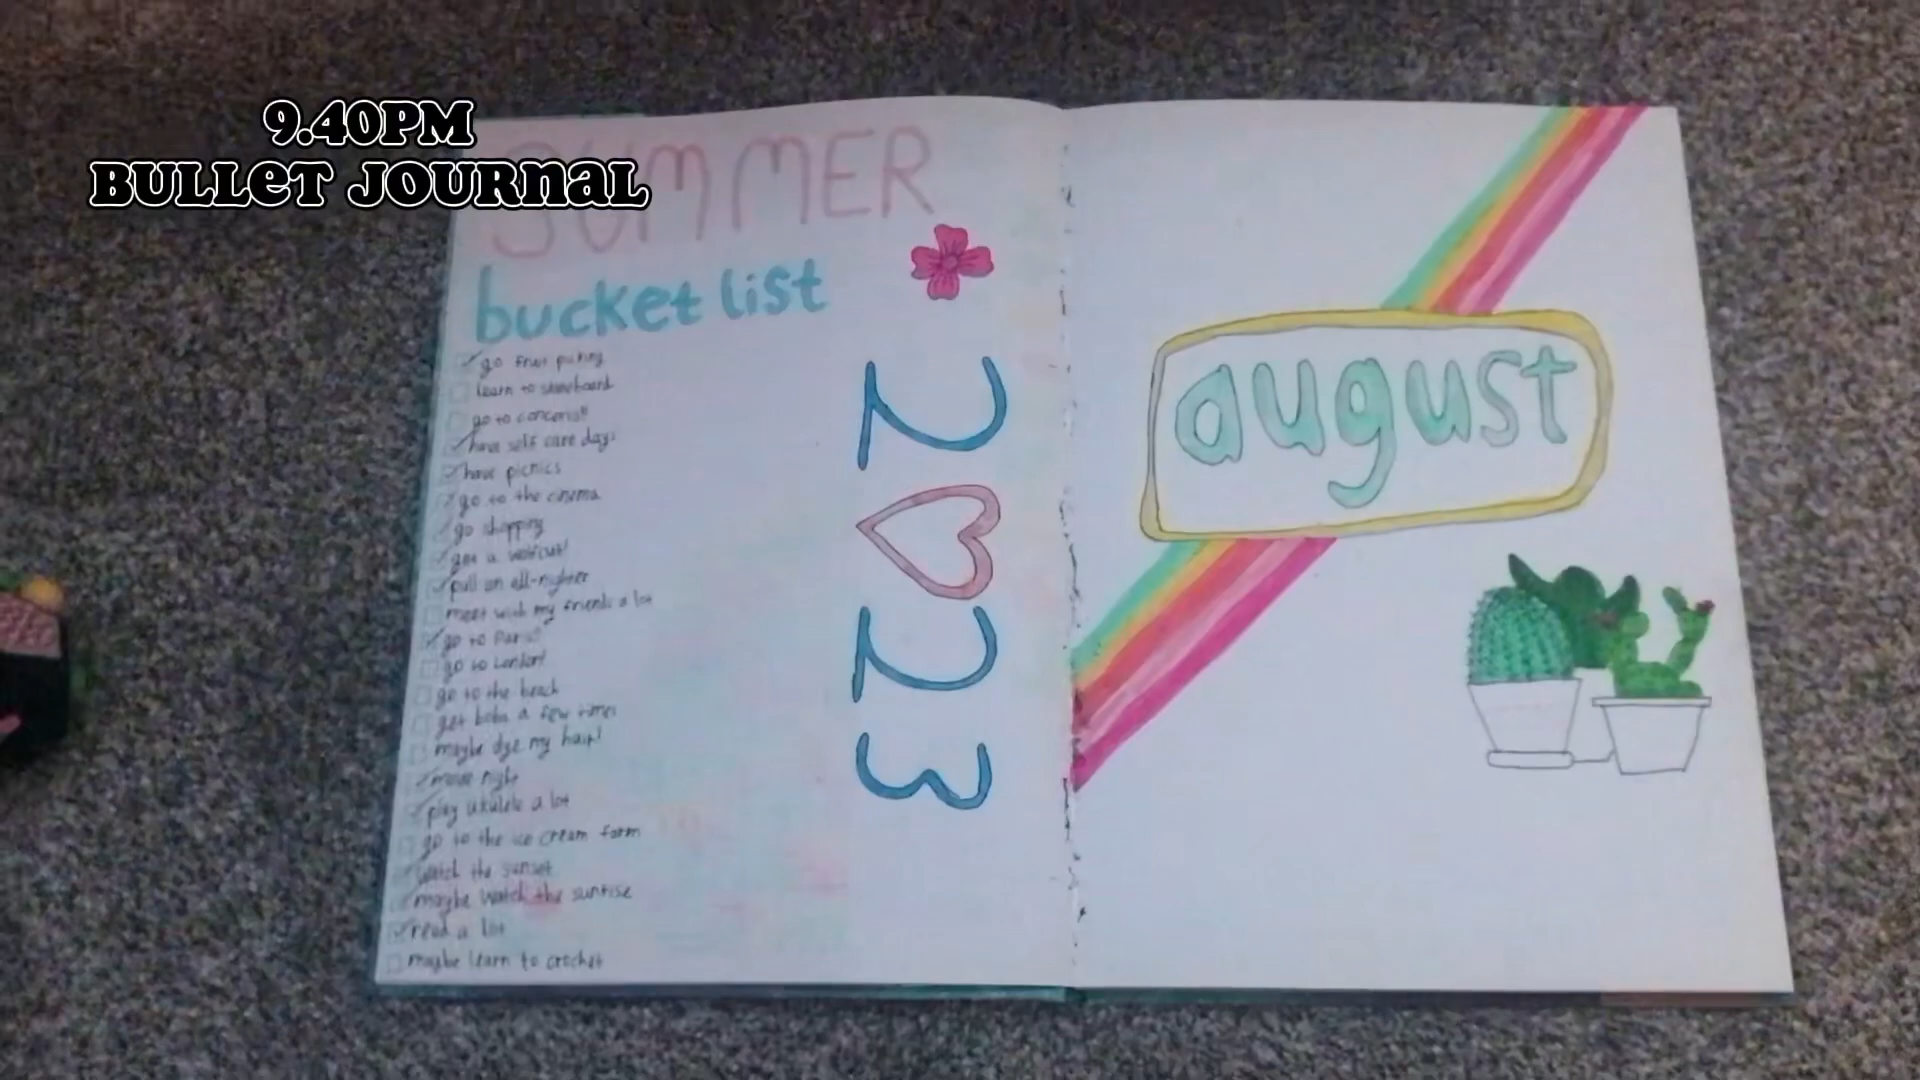 9.40PM
BULLET JOURNAL
SUMMER
bucket list
go fruit picking
learn to skateboard
go to concerts!!
have self care days
have picnics
go to the cinema
go shopping
get a wolfcut!
pull an all-nighter
meet with my friends a lot
go to Paris!
go to London!
go to the beach
get boba a few times
maybe dye my hair!
movie night
play ukulele a lot
go to the ice cream farm
watch the sunset
maybe watch the sunrise
read a lot
maybe learn to crochet
2023
august